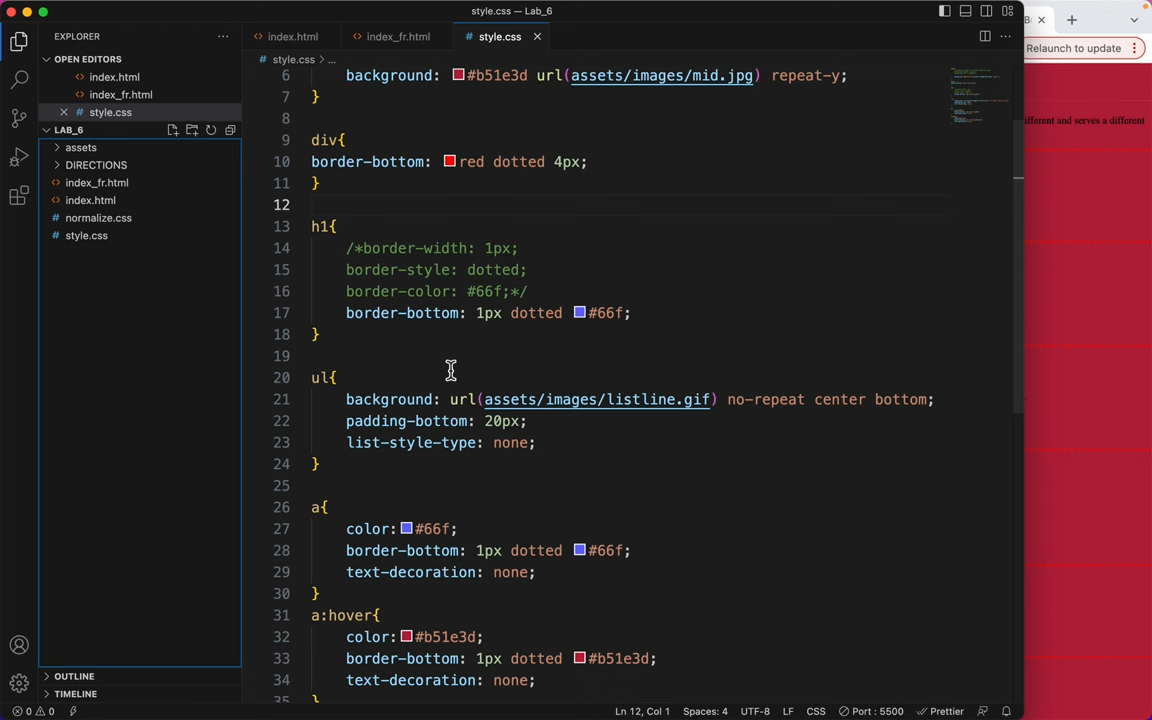 style.css — Lab_6
Relaunch to update
EXPLORER
index.html
index_fr.html
style.css
OPEN EDITORS
index.html
index_fr.html
style.css
LAB_6
assets
DIRECTIONS
index_fr.html
index.html
normalize.css
style.css
OUTLINE
TIMELINE
# style.css > ...
6 background: #b51e3d url(assets/images/mid.jpg) repeat-y;
7 }
8
9 div{
10 border-bottom: red dotted 4px;
11 }
12
13 h1{
14 /*border-width: 1px;
15 border-style: dotted;
16 border-color: #66f;*/
17 border-bottom: 1px dotted #66f;
18 }
19
20 ul{
21 background: url(assets/images/listline.gif) no-repeat center bottom;
22 padding-bottom: 20px;
23 list-style-type: none;
24 }
25
26 a{
27 color:#66f;
28 border-bottom: 1px dotted #66f;
29 text-decoration: none;
30 }
31 a:hover{
32 color:#b51e3d;
33 border-bottom: 1px dotted #b51e3d;
34 text-decoration: none;
35 }
ifferent and serves a different
0 0 Ln 12, Col 1 Spaces: 4 UTF-8 LF CSS Port : 5500 Prettier